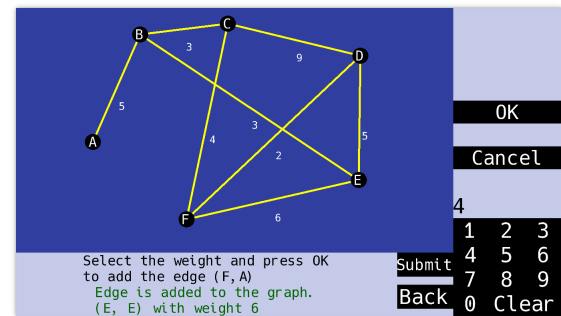 B
C
3
D
9
5
OK
A
3
4
5
2
Cancel
E
4
F
6
1 2 3
4 5 6
7 8 9
0 Clear
Select the weight and press OK
to add the edge (F,A)
Submit
Edge is added to the graph.
(E, E) with weight 6
Back